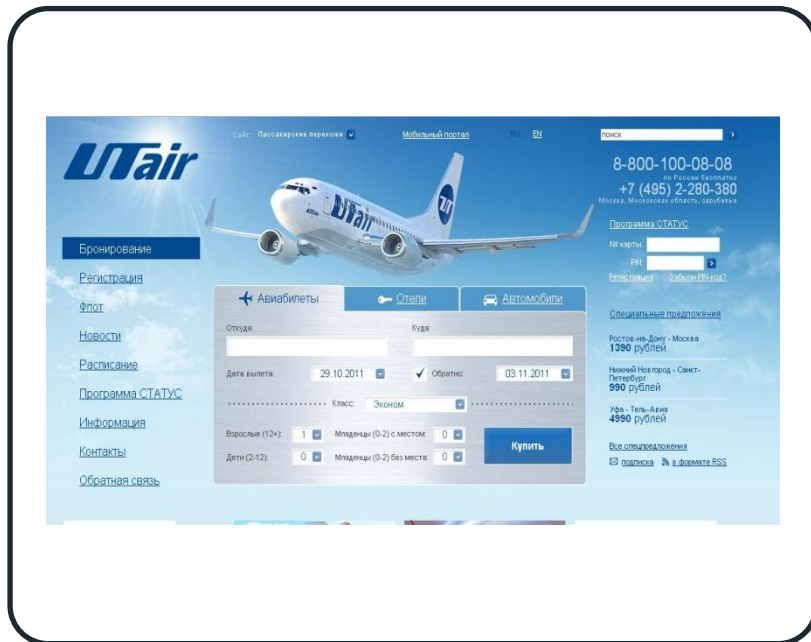 Сайт: Пассажирские перевозки
Мобильный портал
RU EN
поиск
UTair
UTair
8-800-100-08-08
по России бесплатно
+7 (495) 2-280-380
Москва, Московская область, зарубежье
Программа СТАТУС
№ карты:
PIN:
Регистрация Забыли PIN-код?
Бронирование
Регистрация
Флот
Новости
Расписание
Программа СТАТУС
Информация
Контакты
Обратная связь
Авиабилеты
Отели
Автомобили
Откуда: Куда:
Дата вылета: 29.10.2011 Обратно: 03.11.2011
Класс: Эконом
Взрослые (12+): 1 Младенцы (0-2) с местом: 0
Дети (2-12): 0 Младенцы (0-2) без места: 0
Купить
Специальные предложения
Ростов-на-Дону - Москва
1390 рублей
Нижний Новгород - Санкт-
Петербург
990 рублей
Уфа - Тель-Авив
4990 рублей
Все спецпредложения
подписка в формате RSS